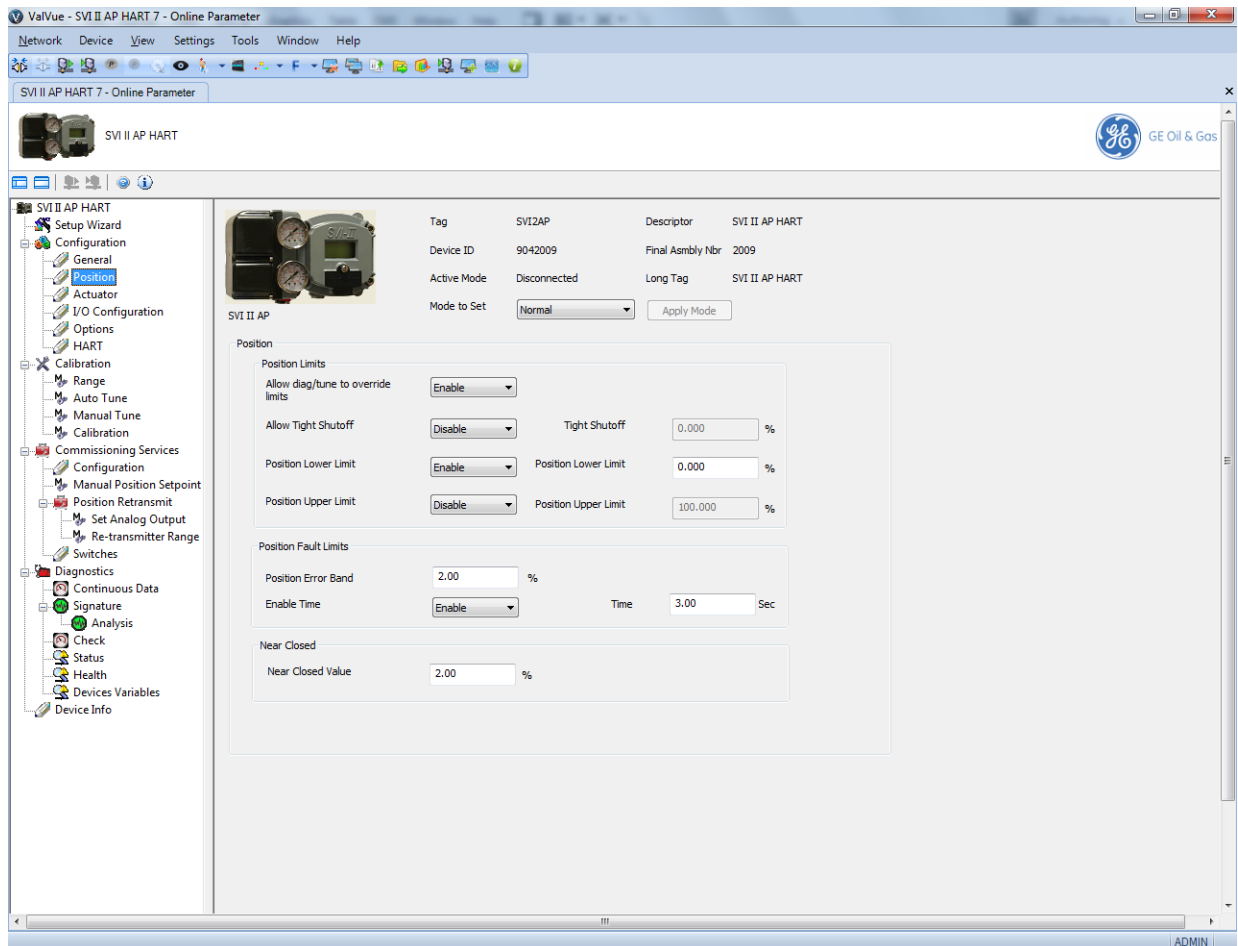 ValVue - SVI II AP HART 7 - Online Parameter
Network Device View Settings Tools Window Help
SVI II AP HART 7 - Online Parameter
SVI II AP HART
GE Oil & Gas
SVI II AP HART
Setup Wizard
Configuration
General
Position
Actuator
I/O Configuration
Options
HART
Calibration
Range
Auto Tune
Manual Tune
Calibration
Commissioning Services
Configuration
Manual Position Setpoint
Position Retransmit
Set Analog Output
Re-transmitter Range
Switches
Diagnostics
Continuous Data
Signature
Analysis
Check
Status
Health
Devices Variables
Device Info
SVI II AP
Tag SVI2AP Descriptor SVI II AP HART
Device ID 9042009 Final Asmbly Nbr 2009
Active Mode Disconnected Long Tag SVI II AP HART
Mode to Set Normal Apply Mode
Position
Position Limits
Allow diag/tune to override
limits Enable
Allow Tight Shutoff Disable Tight Shutoff 0.000 %
Position Lower Limit Enable Position Lower Limit 0.000 %
Position Upper Limit Disable Position Upper Limit 100.000 %
Position Fault Limits
Position Error Band 2.00 %
Enable Time Enable Time 3.00 Sec
Near Closed
Near Closed Value 2.00 %
ADMIN